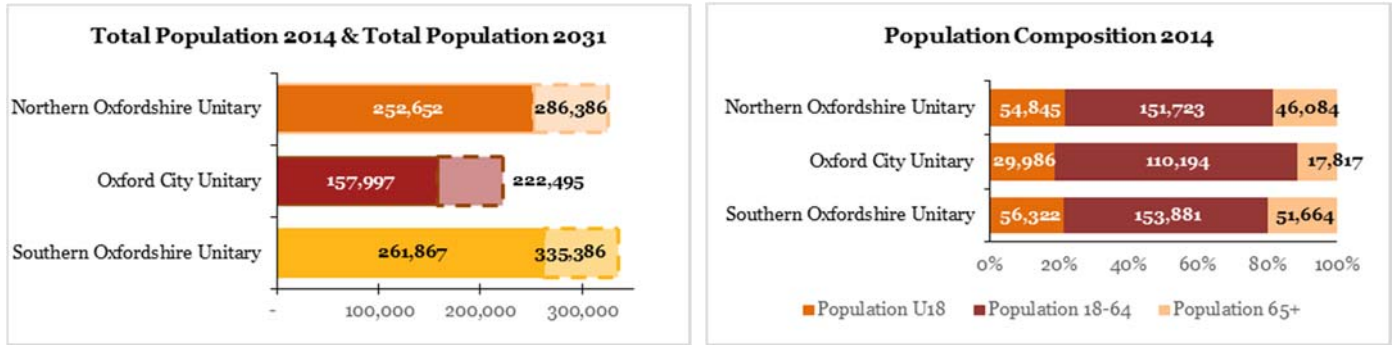 Total Population 2014 & Total Population 2031
Northern Oxfordshire Unitary 252,652 286,386
Oxford City Unitary 157,997 222,495
Southern Oxfordshire Unitary 261,867 335,386
- 100,000 200,000 300,000
Population Composition 2014
Northern Oxfordshire Unitary 54,845 151,723 46,084
Oxford City Unitary 29,986 110,194 17,817
Southern Oxfordshire Unitary 56,322 153,881 51,664
0% 20% 40% 60% 80% 100%
Population U18 Population 18-64 Population 65+